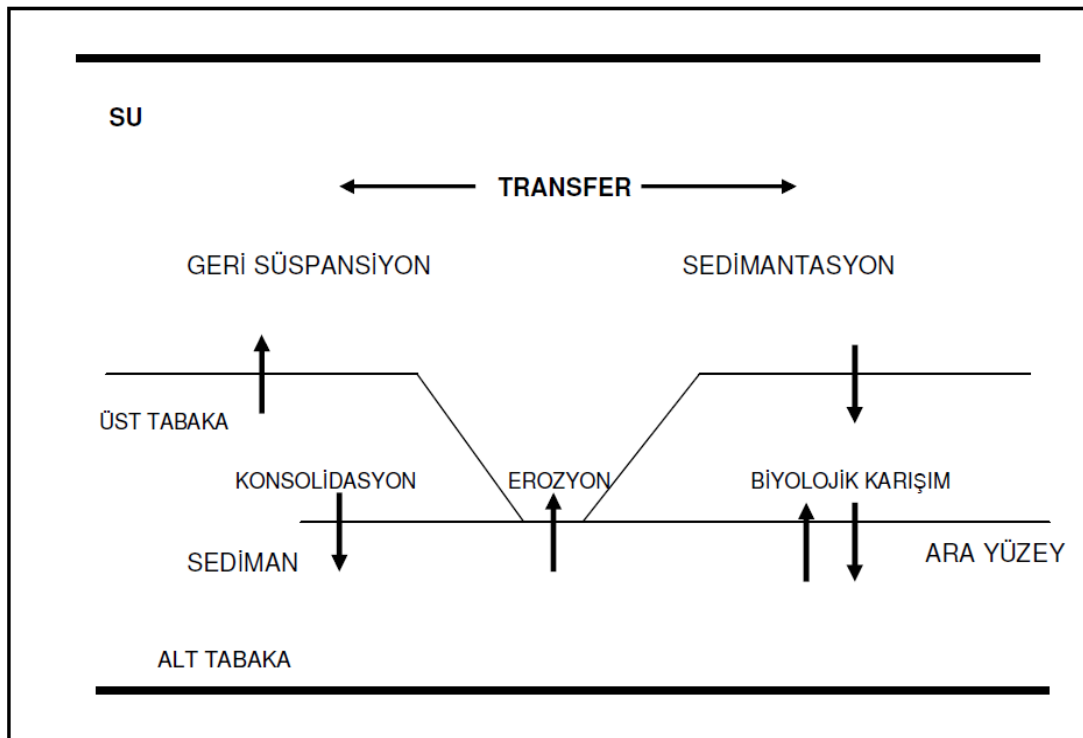 SU
TRANSFER
GERİ SÜSPANSİYON SEDİMANTASYON
ÜST TABAKA
KONSOLİDASYON EROZYON BİYOLOJİK KARIŞIM
SEDİMAN ARA YÜZEY
ALT TABAKA